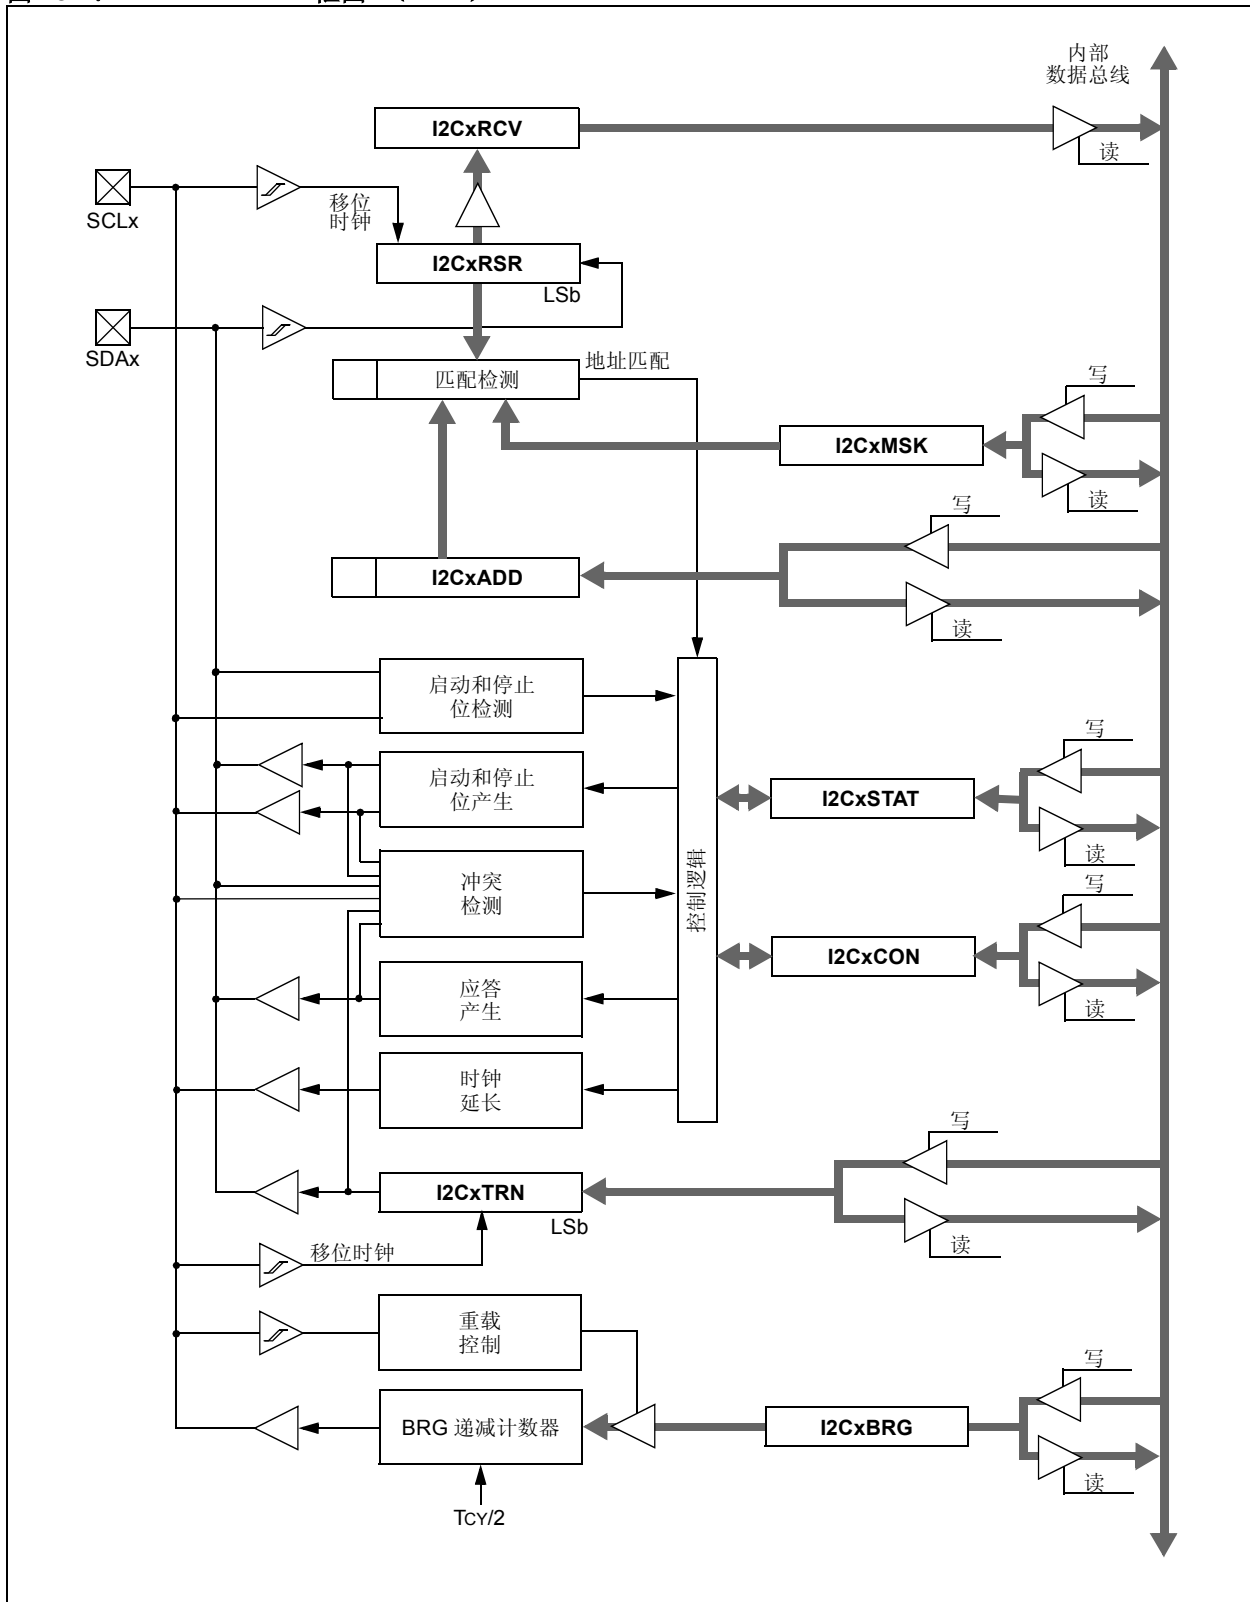 内部
数据总线
I2CxRCV
读
SCLx
移位
时钟
I2CxRSR
LSb
SDAx
地址匹配
匹配检测
写
I2CxMSK
读
写
I2CxADD
读
启动和停止
位检测
写
启动和停止
位产生
I2CxSTAT
读
控制逻辑
冲突
检测
写
I2CxCON
读
应答
产生
时钟
延长
写
I2CxTRN
LSb
读
移位时钟
重载
控制
写
BRG 递减计数器
I2CxBRG
读
TCY/2